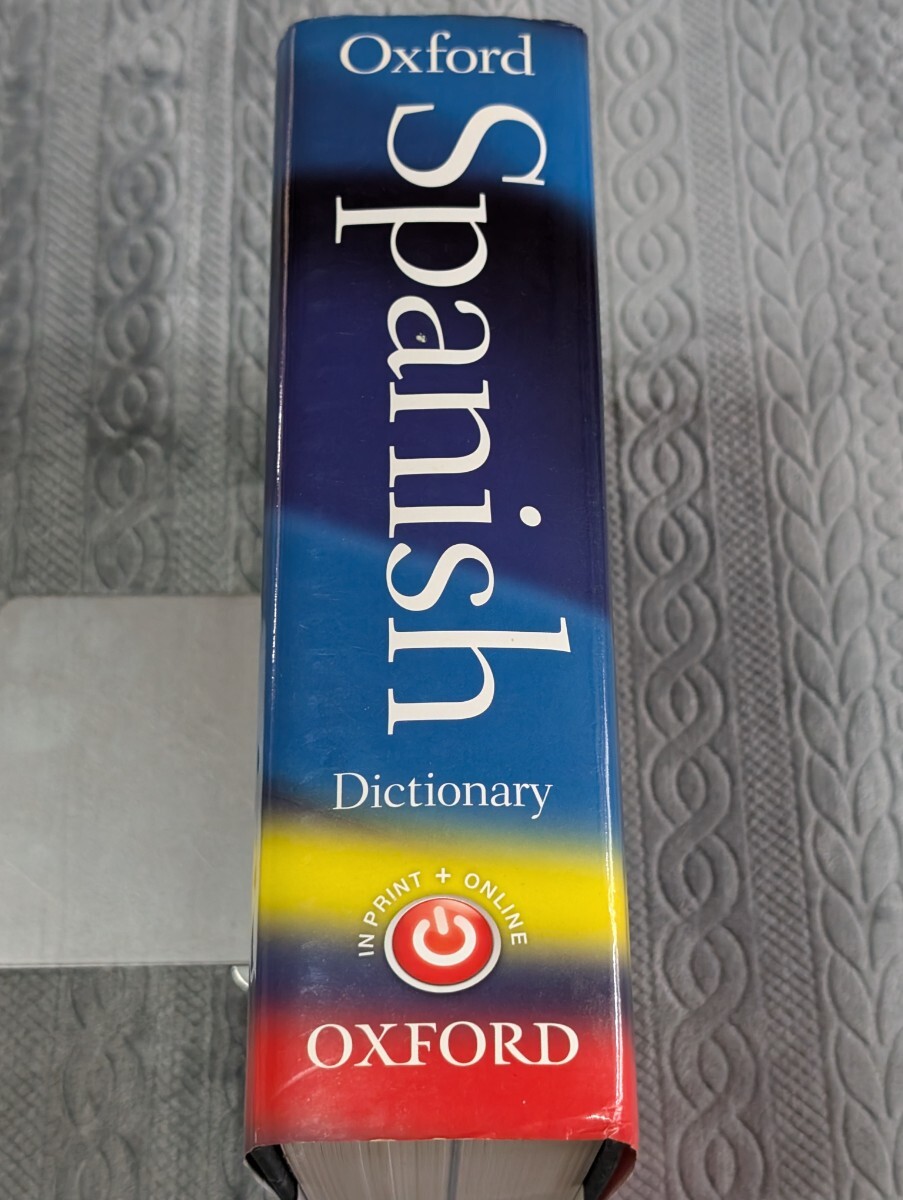 Oxford
Spanish
Dictionary
IN PRINT + ONLINE
OXFORD